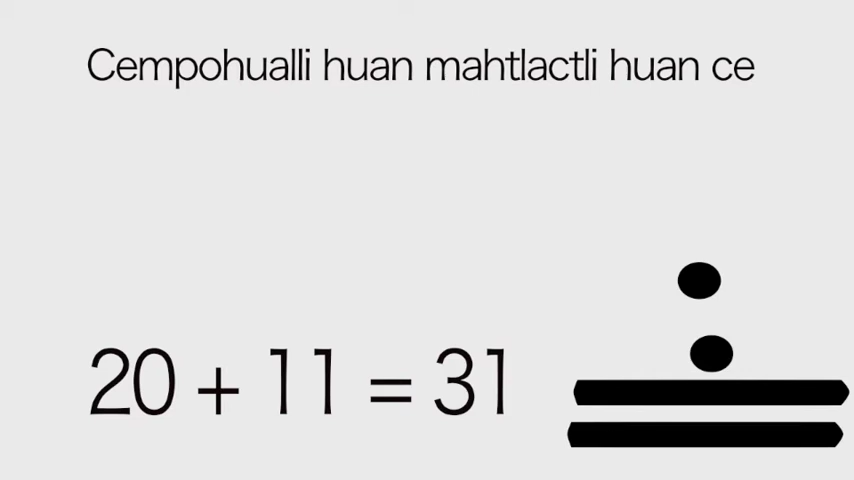 Cempohualli huan mahtlactli huan ce
20 + 11 = 31